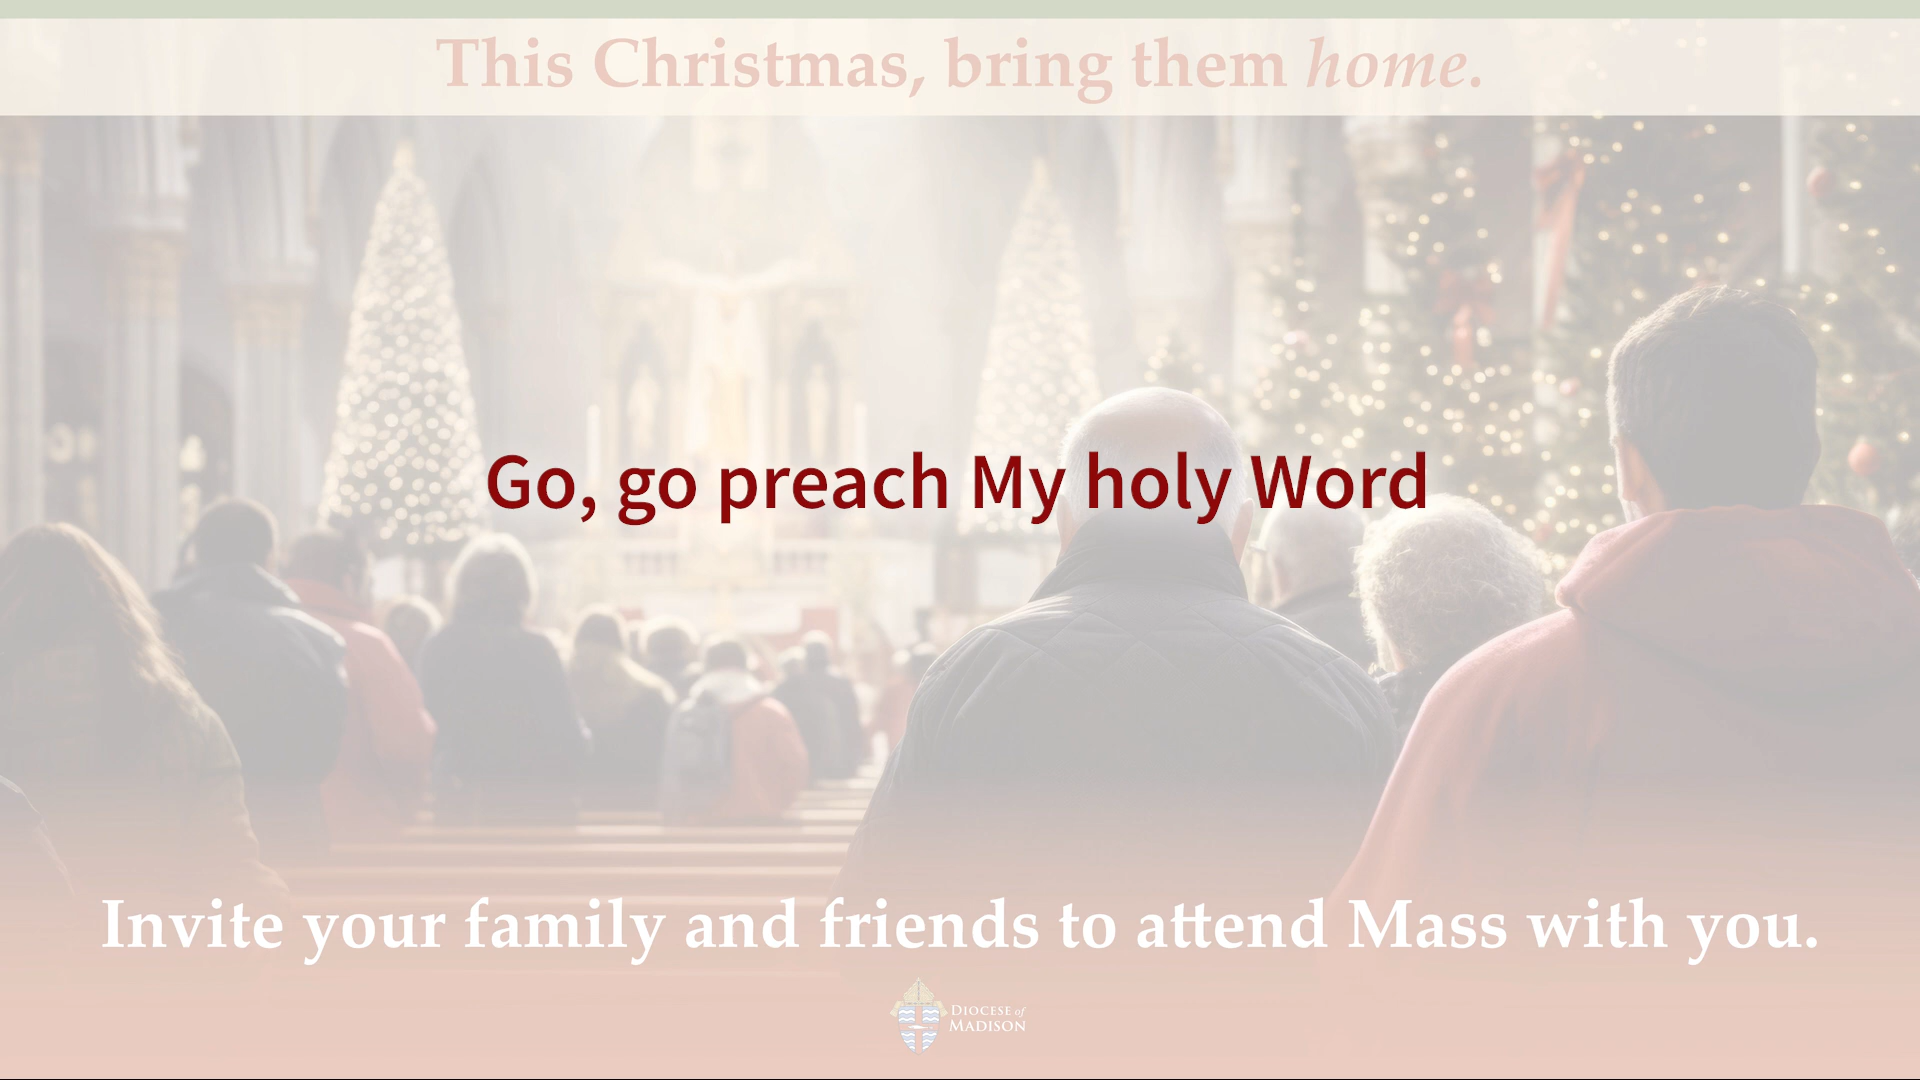 This Christmas, bring them home.
Go, go preach My holy Word
Invite your family and friends to attend Mass with you.
DIOCESE of
MADISON